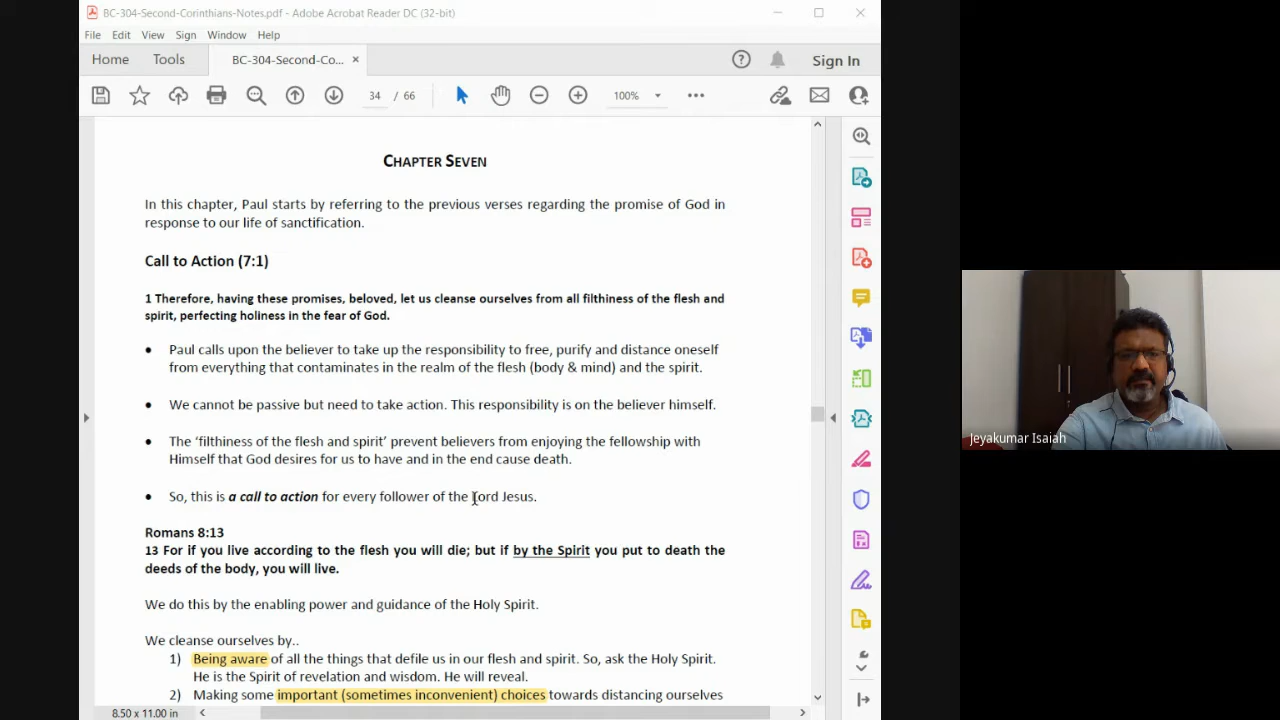 BC-304-Second-Corinthians-Notes.pdf - Adobe Acrobat Reader DC (32-bit)
File Edit View Sign Window Help
Home Tools BC-304-Second-Co... × Sign In
34 / 66 100%
CHAPTER SEVEN
In this chapter, Paul starts by referring to the previous verses regarding the promise of God in
response to our life of sanctification.
Call to Action (7:1)
1 Therefore, having these promises, beloved, let us cleanse ourselves from all filthiness of the flesh and
spirit, perfecting holiness in the fear of God.
• Paul calls upon the believer to take up the responsibility to free, purify and distance oneself
from everything that contaminates in the realm of the flesh (body & mind) and the spirit.
• We cannot be passive but need to take action. This responsibility is on the believer himself.
• The ‘filthiness of the flesh and spirit’ prevent believers from enjoying the fellowship with
Himself that God desires for us to have and in the end cause death.
• So, this is a call to action for every follower of the Lord Jesus.
Romans 8:13
13 For if you live according to the flesh you will die; but if by the Spirit you put to death the
deeds of the body, you will live.
We do this by the enabling power and guidance of the Holy Spirit.
We cleanse ourselves by..
1) Being aware of all the things that defile us in our flesh and spirit. So, ask the Holy Spirit.
He is the Spirit of revelation and wisdom. He will reveal.
2) Making some important (sometimes inconvenient) choices towards distancing ourselves
8.50 x 11.00 in
Jeyakumar Isaiah